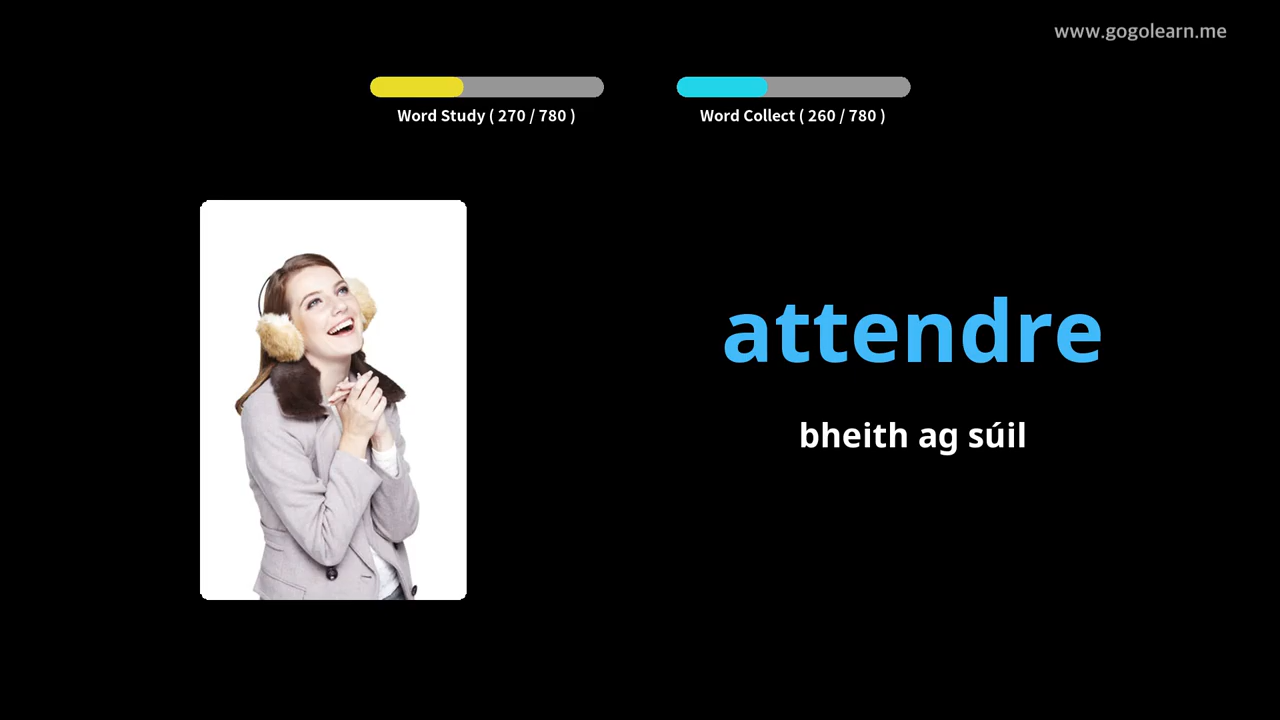 www.gogolearn.me
Word Study ( 270 / 780 )
Word Collect ( 260 / 780 )
attendre
bheith ag súil